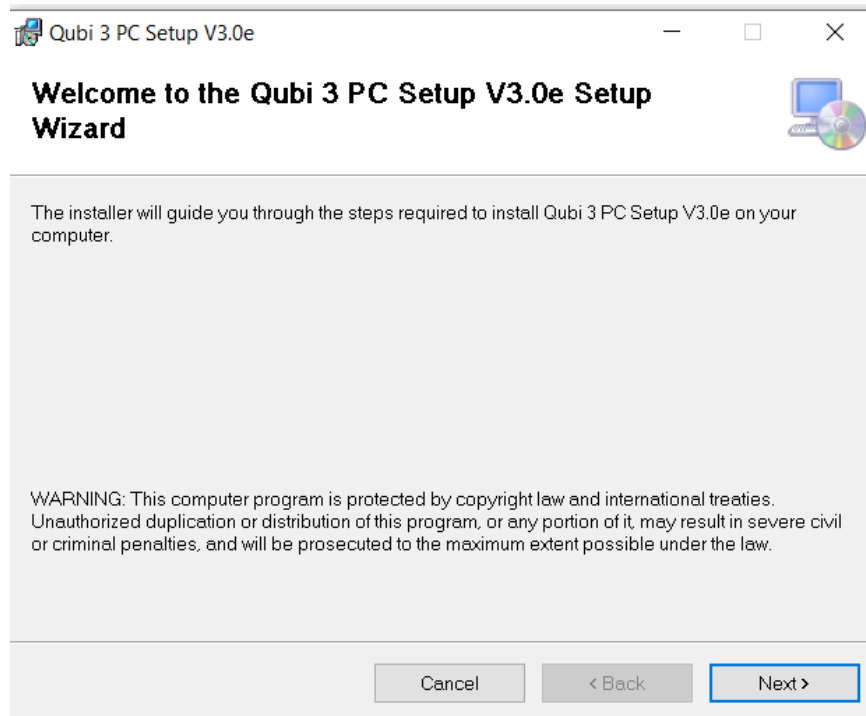 Qubi 3 PC Setup V3.0e
Welcome to the Qubi 3 PC Setup V3.0e Setup
Wizard
The installer will guide you through the steps required to install Qubi 3 PC Setup V3.0e on your
computer.
WARNING: This computer program is protected by copyright law and international treaties.
Unauthorized duplication or distribution of this program, or any portion of it, may result in severe civil
or criminal penalties, and will be prosecuted to the maximum extent possible under the law.
Cancel < Back Next >